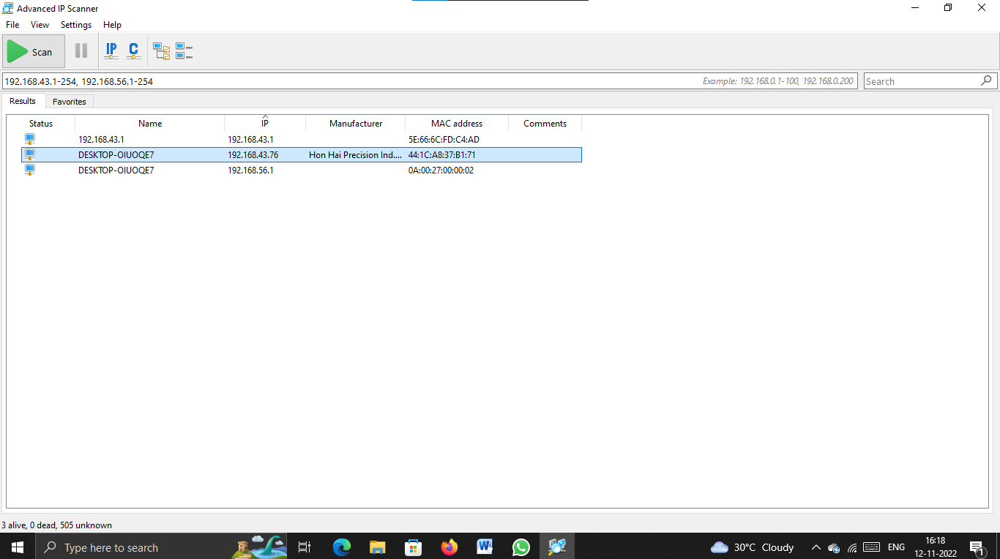 Advanced IP Scanner
File View Settings Help
Scan IP C
192.168.43.1-254, 192.168.56.1-254 Example: 192.168.0.1-100, 192.168.0.200 Search
Results Favorites
Status Name IP Manufacturer MAC address Comments
192.168.43.1 192.168.43.1 5E:66:6C:FD:C4:AD
DESKTOP-OIUOQE7 192.168.43.76 Hon Hai Precision Ind.... 44:1C:A8:37:B1:71
DESKTOP-OIUOQE7 192.168.56.1 0A:00:27:00:00:02
3 alive, 0 dead, 505 unknown
Type here to search W 30°C Cloudy ENG 16:18
12-11-2022 1